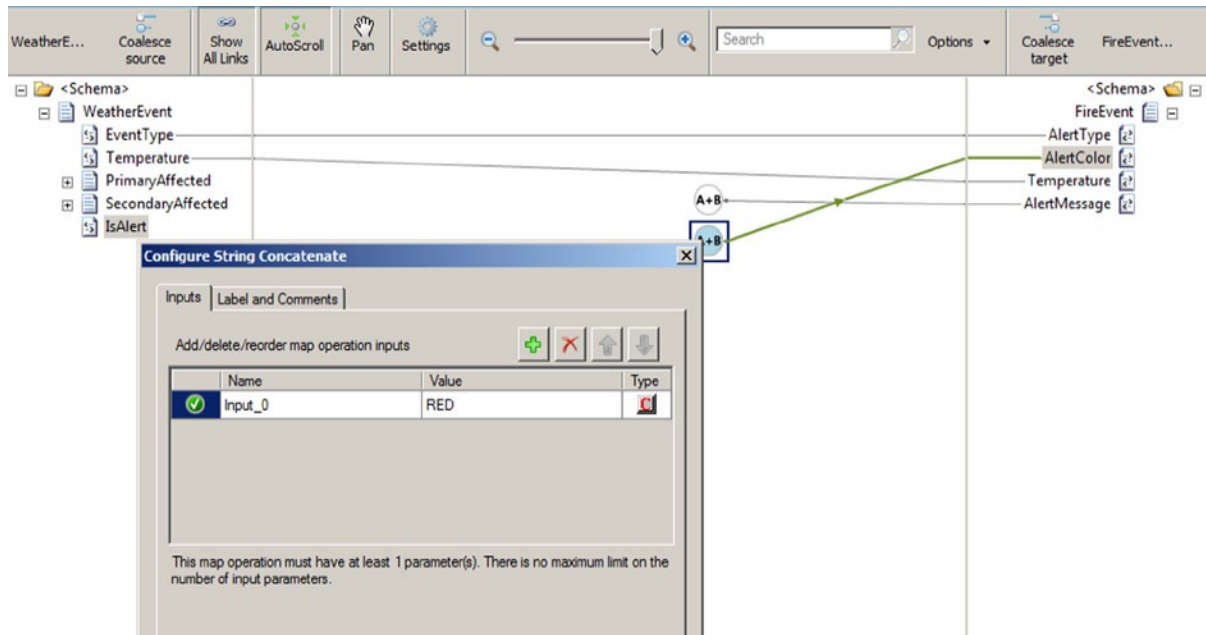 WeatherE...
Coalesce source
Show All Links
AutoScroll
Pan
Settings
Search
Options
Coalesce target
FireEvent...
<Schema>
WeatherEvent
EventType
Temperature
PrimaryAffected
SecondaryAffected
IsAlert
<Schema>
FireEvent
AlertType
AlertColor
Temperature
AlertMessage
A+B
A+B
Configure String Concatenate
Inputs
Label and Comments
Add/delete/reorder map operation inputs
Name Value Type
Input_0 RED C
This map operation must have at least 1 parameter(s). There is no maximum limit on the
number of input parameters.